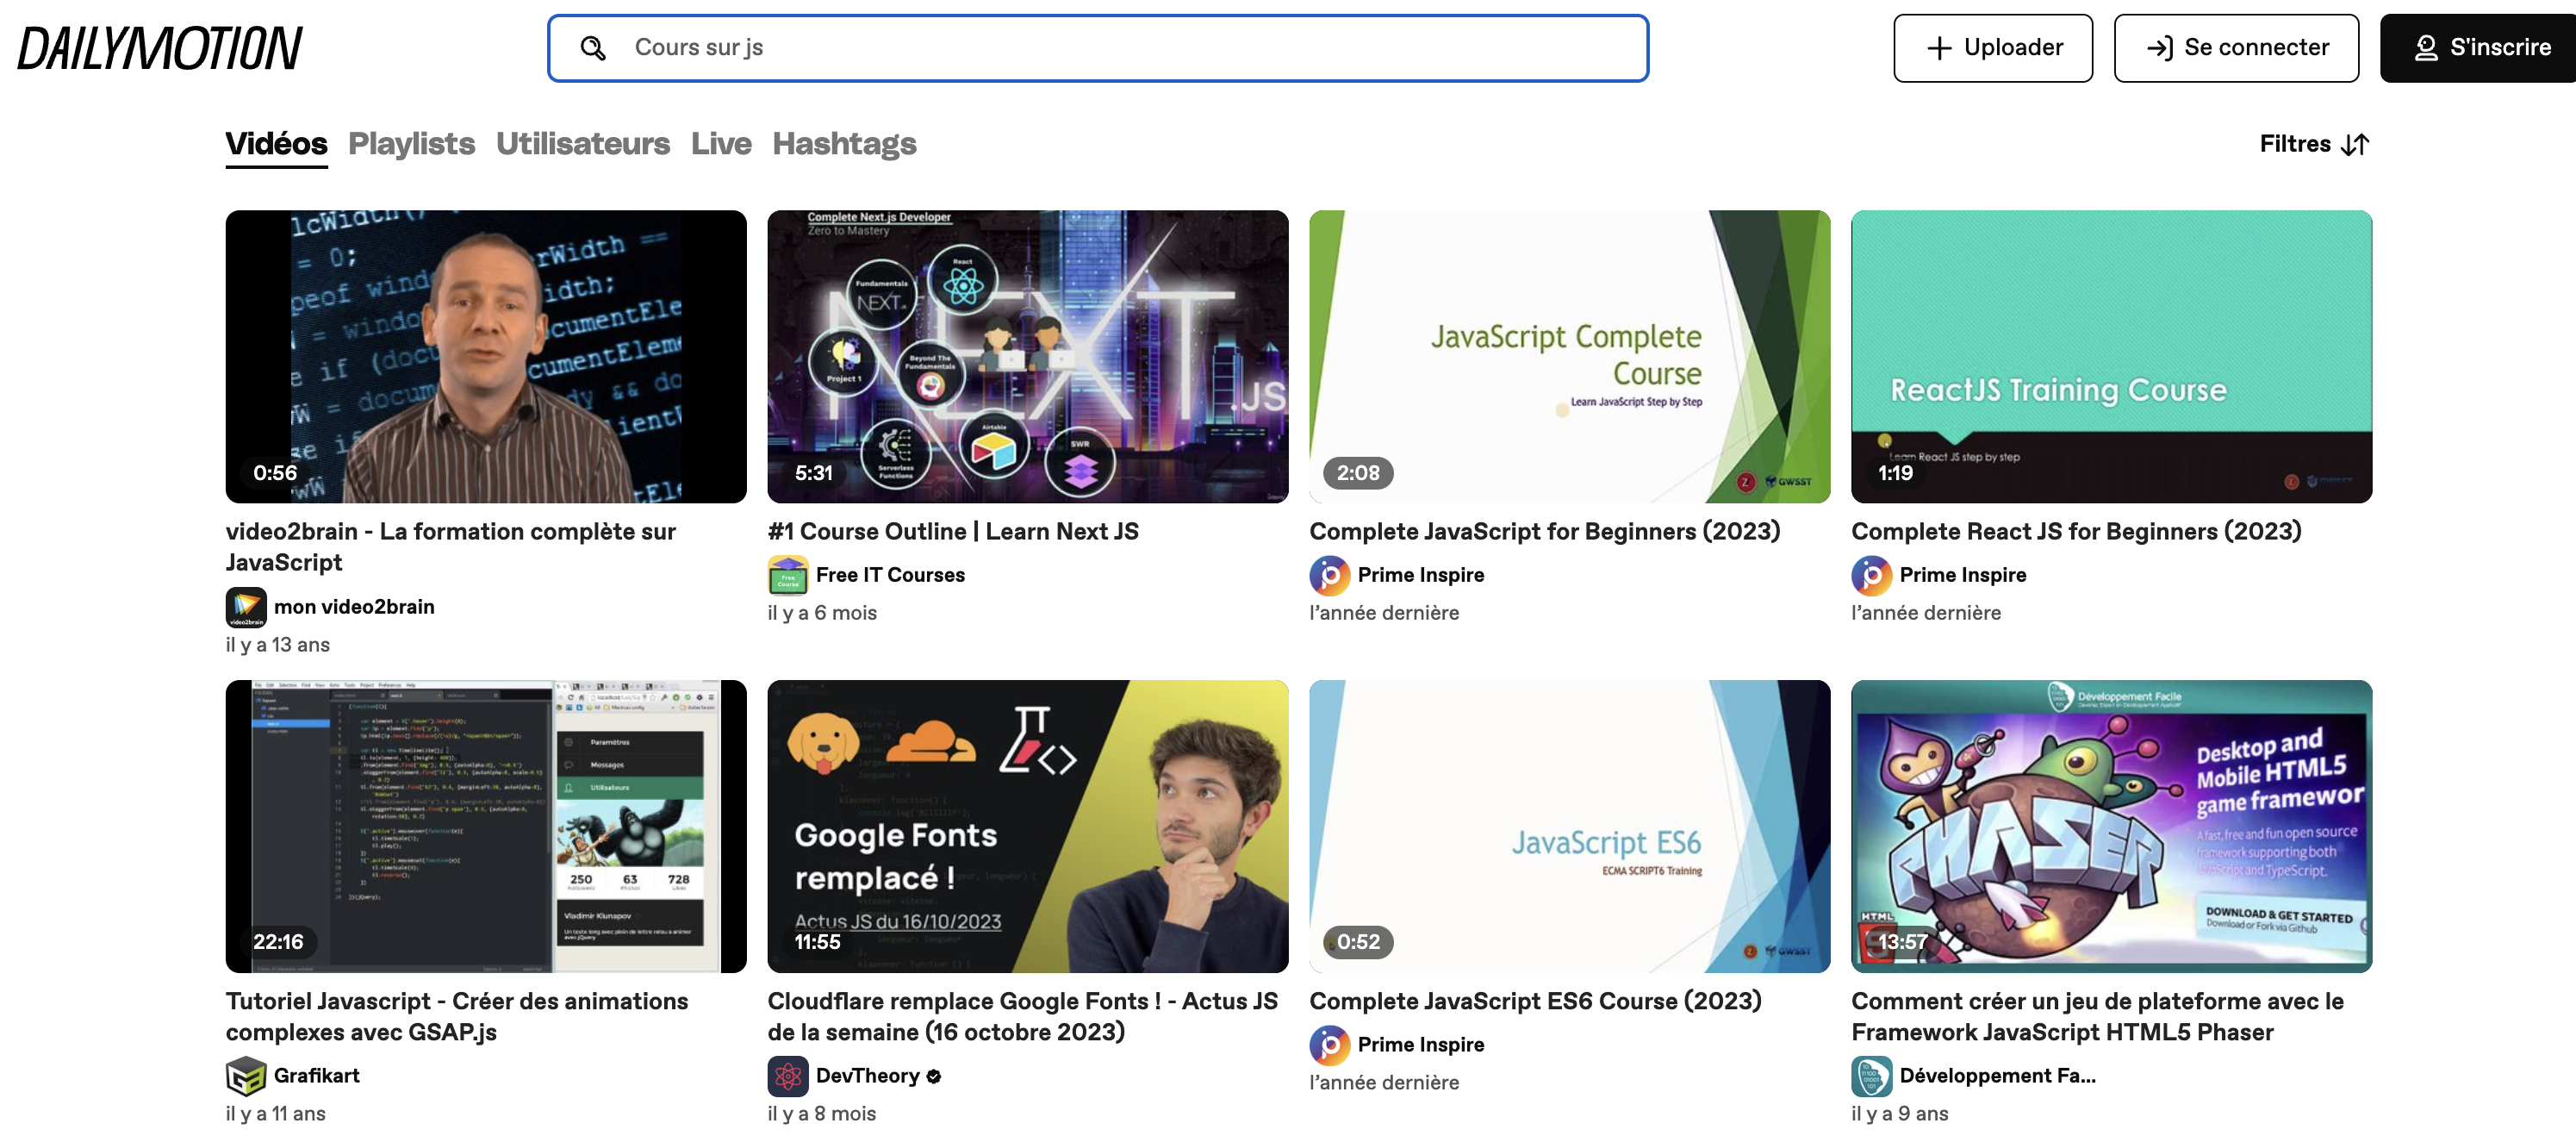 DAILYMOTION
Cours sur js
Uploader
Se connecter
S'inscrire
Vidéos
Playlists
Utilisateurs
Live
Hashtags
Filtres
= 0;
0:56
video2brain - La formation complète sur
JavaScript
video2brain
mon video2brain
il y a 13 ans
Complete Next.js Developer
Zero to Mastery
React
Fundamentals
NEXT
Project 1
Beyond The
Fundamentals
NEXT
.JS
Airtable
SWR
Serverless
Functions
5:31
#1 Course Outline | Learn Next JS
Free
Course
Free IT Courses
il y a 6 mois
JavaScript Complete
Course
Learn JavaScript Step by Step
2:08
Z
GWSST
Complete JavaScript for Beginners (2023)
Prime Inspire
l'année dernière
ReactJS Training Course
Learn React JS step by step
1:19
GWSST
Complete React JS for Beginners (2023)
Prime Inspire
l'année dernière
Paramètres
Messages
Utilisateurs
250
63
728
Vladimir Klunapov
22:16
Tutoriel Javascript - Créer des animations
complexes avec GSAP.js
Grafikart
il y a 11 ans
Google Fonts
remplacé !
Actus JS du 16/10/2023
11:55
Cloudflare remplace Google Fonts ! - Actus JS
de la semaine (16 octobre 2023)
DevTheory
il y a 8 mois
JavaScript ES6
ECMA SCRIPT6 Training
0:52
GWSST
Complete JavaScript ES6 Course (2023)
Prime Inspire
l'année dernière
Développement Facile
Desktop and
Mobile HTML5
game framewor
PHASER
A fast, free and fun open source
framework supporting both
JavaScript and TypeScript.
DOWNLOAD & GET STARTED
Download or Fork via Github
HTML
13:57
Comment créer un jeu de plateforme avec le
Framework JavaScript HTML5 Phaser
Développement Fa...
il y a 9 ans